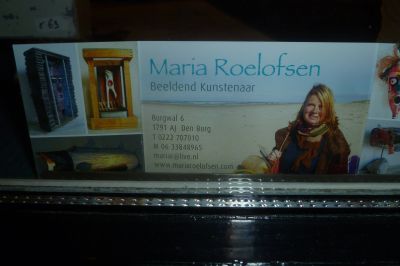 Maria Roelofsen
Beeldend Kunstenaar
Burgwal 6
1791 AJ Den Burg
T 0222 707010
M 06 33848965
mariar@live.nl
www.mariaroelofsen.com